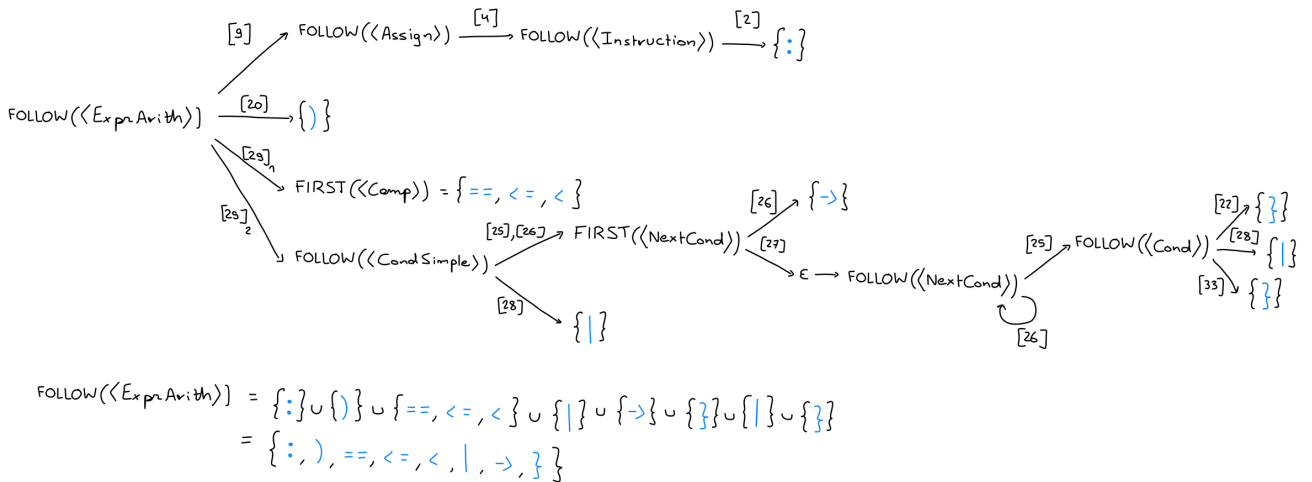 [9] FOLLOW(⟨Assign⟩) [4] FOLLOW(⟨Instruction⟩) [2] {:}
FOLLOW(⟨ExprArith⟩) [20] {)}
[29]₁ FIRST(⟨Comp⟩) = {==, <=, <}
[29]₂ FOLLOW(⟨CondSimple⟩) [25],[26] FIRST(⟨NextCond⟩) [26] {->}
[27] ε → FOLLOW(⟨NextCond⟩) [25] FOLLOW(⟨Cond⟩) [22] {}}
[28] {|}
[33] {}}
[26]
[28] {|}
FOLLOW(⟨ExprArith⟩) = {:} ∪ {)} ∪ {==, <=, <} ∪ {|} ∪ {->} ∪ {}} ∪ {|} ∪ {}}
= {:, ), ==, <=, <, |, ->, }}